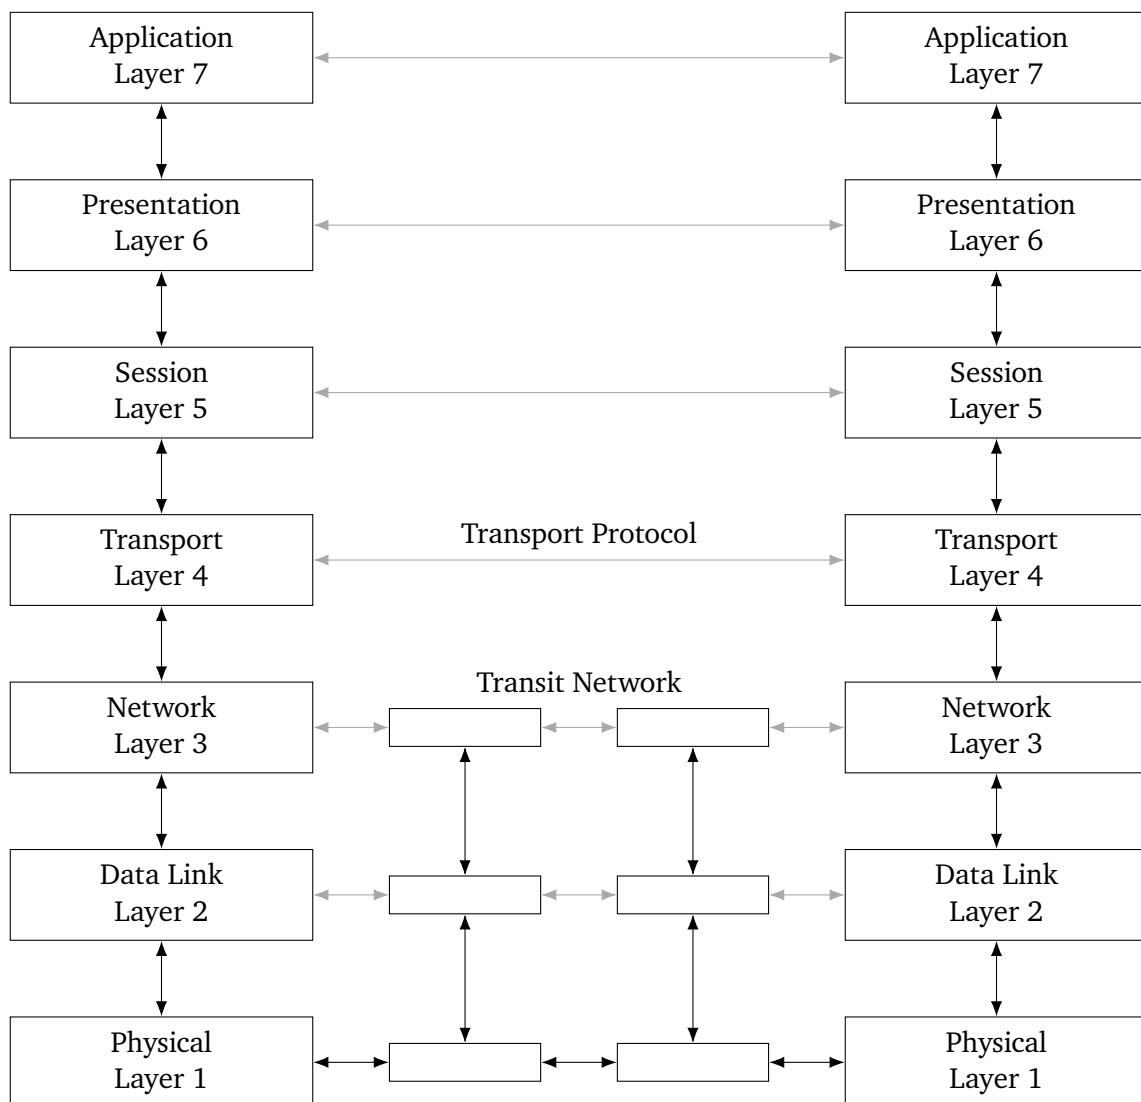 Application
Layer 7
Application
Layer 7
Presentation
Layer 6
Presentation
Layer 6
Session
Layer 5
Session
Layer 5
Transport
Layer 4
Transport Protocol
Transport
Layer 4
Network
Layer 3
Transit Network
Network
Layer 3
Data Link
Layer 2
Data Link
Layer 2
Physical
Layer 1
Physical
Layer 1